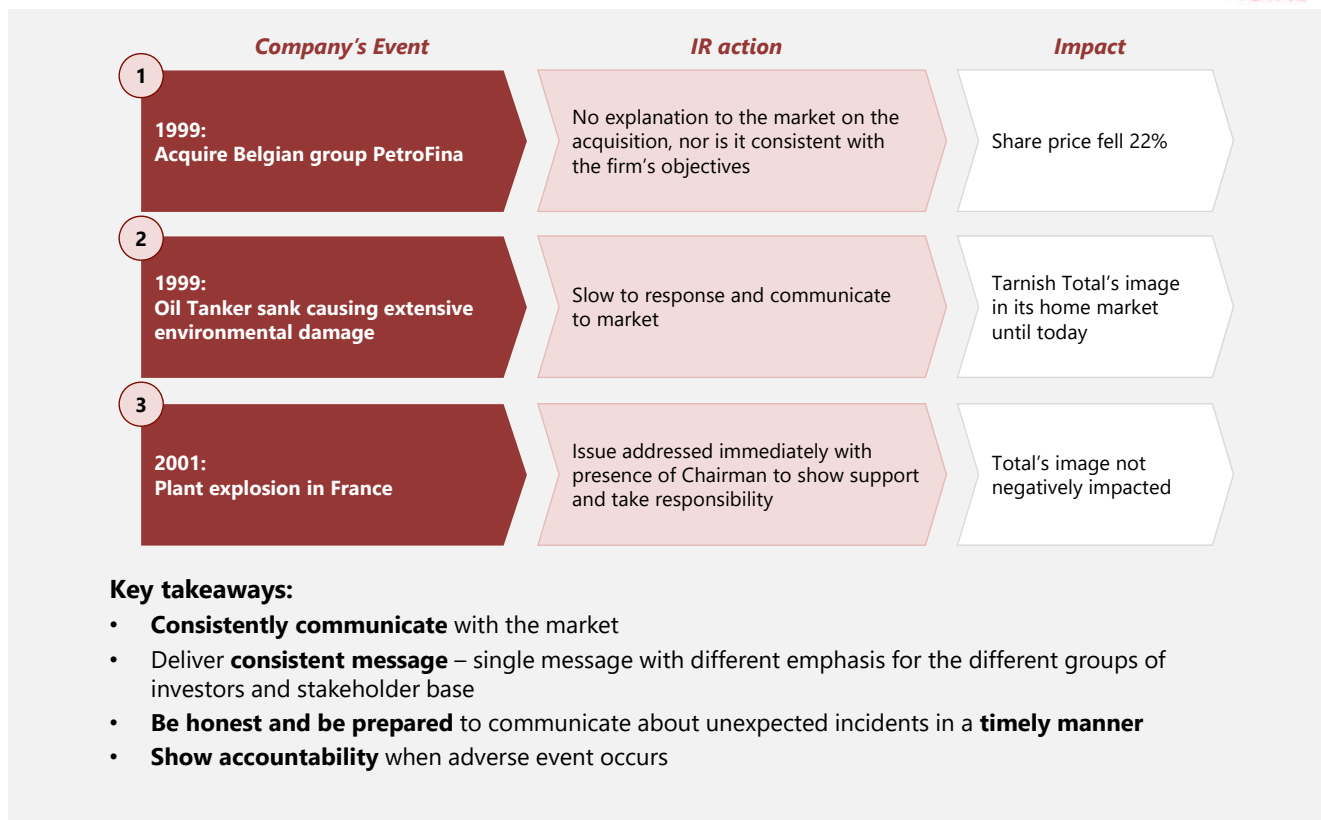 Company's Event
IR action
Impact
1
1999:
Acquire Belgian group PetroFina
No explanation to the market on the
acquisition, nor is it consistent with
the firm's objectives
Share price fell 22%
2
1999:
Oil Tanker sank causing extensive
environmental damage
Slow to response and communicate
to market
Tarnish Total's image
in its home market
until today
3
2001:
Plant explosion in France
Issue addressed immediately with
presence of Chairman to show support
and take responsibility
Total's image not
negatively impacted
Key takeaways:
• Consistently communicate with the market
• Deliver consistent message – single message with different emphasis for the different groups of
investors and stakeholder base
• Be honest and be prepared to communicate about unexpected incidents in a timely manner
• Show accountability when adverse event occurs